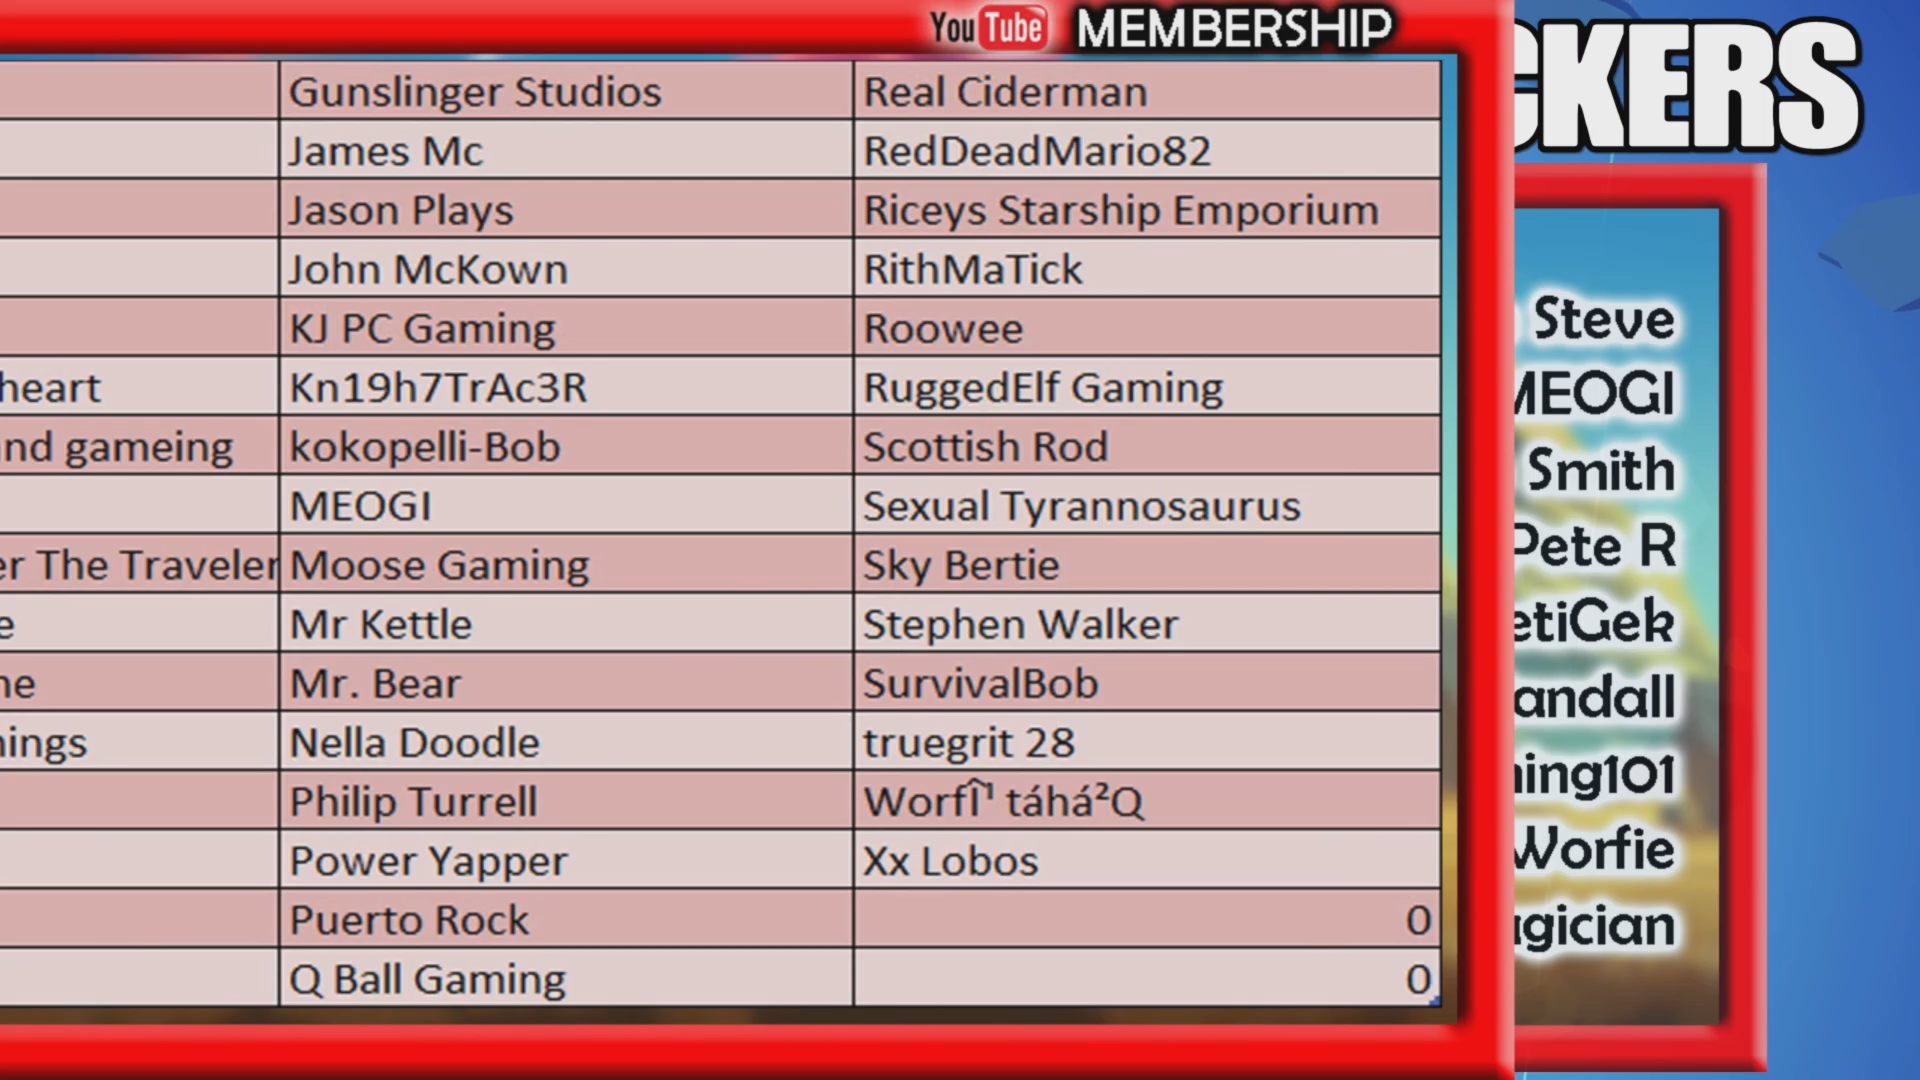 YouTube MEMBERSHIP
CKERS
Gunslinger Studios Real Ciderman
James Mc RedDeadMario82
Jason Plays Riceys Starship Emporium
John McKown RithMaTick
KJ PC Gaming Roowee
heart Kn19h7TrAc3R RuggedElf Gaming
nd gameing kokopelli-Bob Scottish Rod
MEOGI Sexual Tyrannosaurus
er The Traveler Moose Gaming Sky Bertie
e Mr Kettle Stephen Walker
ne Mr. Bear SurvivalBob
ings Nella Doodle truegrit 28
Philip Turrell WorfÎ¹ táhá²Q
Power Yapper Xx Lobos
Puerto Rock 0
Q Ball Gaming 0
Steve
MEOGI
Smith
Pete R
etiGek
andall
ing101
Worfie
gician